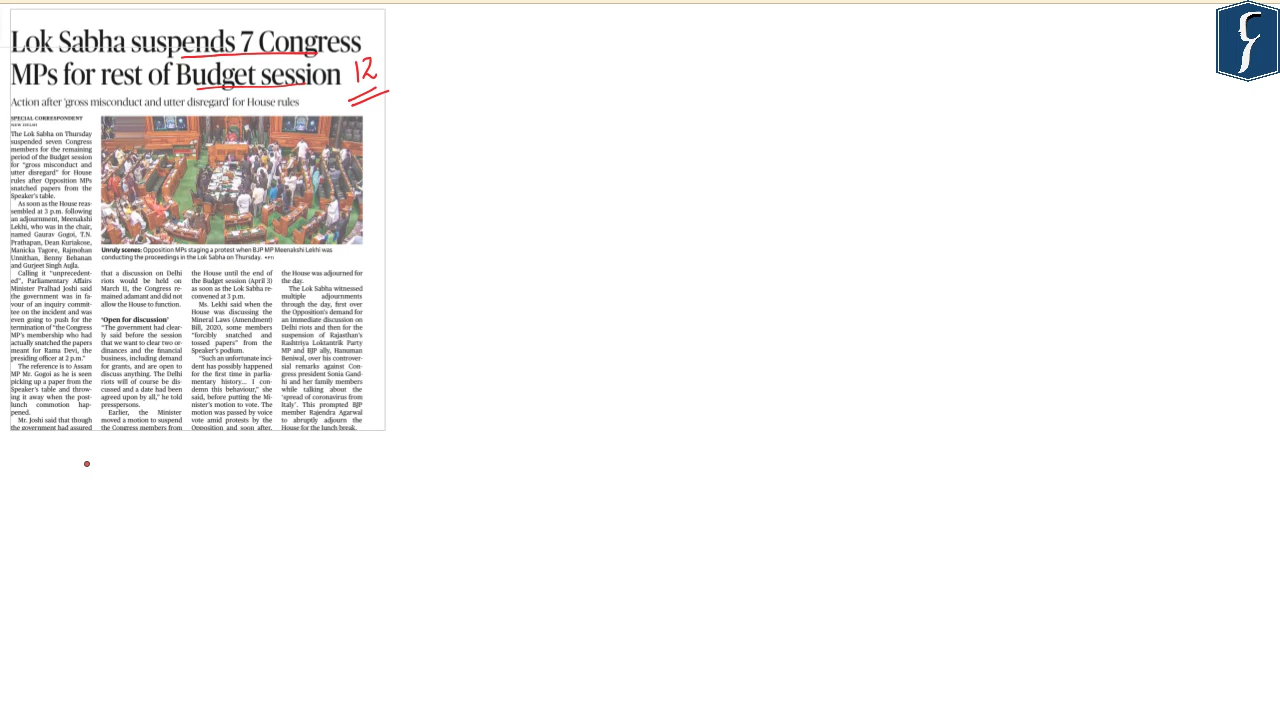 Lok Sabha suspends 7 Congress
MPs for rest of Budget session
12
Action after 'gross misconduct and utter disregard' for House rules
SPECIAL CORRESPONDENT
NEW DELHI
The Lok Sabha on Thursday
suspended seven Congress
members for the remaining
period of the Budget session
for "gross misconduct and
utter disregard" for House
rules after Opposition MPs
snatched papers from the
Speaker's table.
As soon as the House reas-
sembled at 3 p.m. following
an adjournment, Meenakshi
Lekhi, who was in the chair,
named Gaurav Gogoi, T.N.
Prathapan, Dean Kuriakose,
Manicka Tagore, Rajmohan
Unnithan, Benny Behanan
and Gurjeet Singh Aujla.
Calling it "unprecedent-
ed", Parliamentary Affairs
Minister Pralhad Joshi said
the government was in fa-
vour of an inquiry commit-
tee on the incident and was
even going to push for the
termination of "the Congress
MP's membership who had
actually snatched the papers
meant for Rama Devi, the
presiding officer at 2 p.m."
The reference is to Assam
MP Mr. Gogoi as he is seen
picking up a paper from the
Speaker's table and throw-
ing it away when the post-
lunch commotion hap-
pened.
Mr. Joshi said that though
the government had assured
Unruly scenes: Opposition MPs staging a protest when BJP MP Meenakshi Lekhi was
conducting the proceedings in the Lok Sabha on Thursday. •PTI
that a discussion on Delhi
riots would be held on
March 11, the Congress re-
mained adamant and did not
allow the House to function.
'Open for discussion'
"The government had clear-
ly said before the session
that we want to clear two or-
dinances and the financial
business, including demand
for grants, and are open to
discuss anything. The Delhi
riots will of course be dis-
cussed and a date had been
agreed upon by all," he told
presspersons.
Earlier, the Minister
moved a motion to suspend
the Congress members from
the House until the end of
the Budget session (April 3)
as soon as the Lok Sabha re-
convened at 3 p.m.
Ms. Lekhi said when the
House was discussing the
Mineral Laws (Amendment)
Bill, 2020, some members
"forcibly snatched and
tossed papers" from the
Speaker's podium.
"Such an unfortunate inci-
dent has possibly happened
for the first time in parlia-
mentary history... I con-
demn this behaviour," she
said, before putting the Mi-
nister's motion to vote. The
motion was passed by voice
vote amid protests by the
Opposition and soon after,
the House was adjourned for
the day.
The Lok Sabha witnessed
multiple adjournments
through the day, first over
the Opposition's demand for
an immediate discussion on
Delhi riots and then for the
suspension of Rajasthan's
Rashtriya Loktantrik Party
MP and BJP ally, Hanuman
Beniwal, over his controver-
sial remarks against Con-
gress president Sonia Gand-
hi and her family members
while talking about the
'spread of coronavirus from
Italy'. This prompted BJP
member Rajendra Agarwal
to abruptly adjourn the
House for the lunch break.